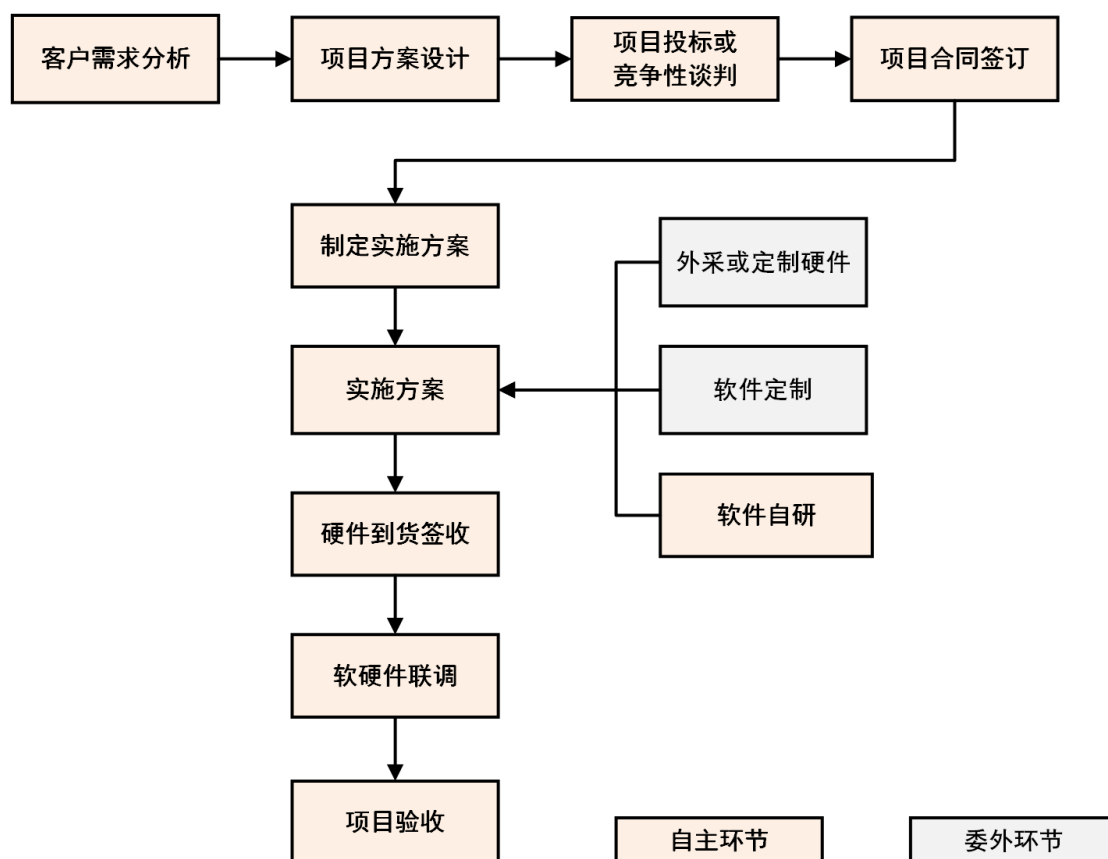 客户需求分析
项目方案设计
项目投标或
竞争性谈判
项目合同签订
制定实施方案
外采或定制硬件
实施方案
软件定制
硬件到货签收
软件自研
软硬件联调
项目验收
自主环节
委外环节